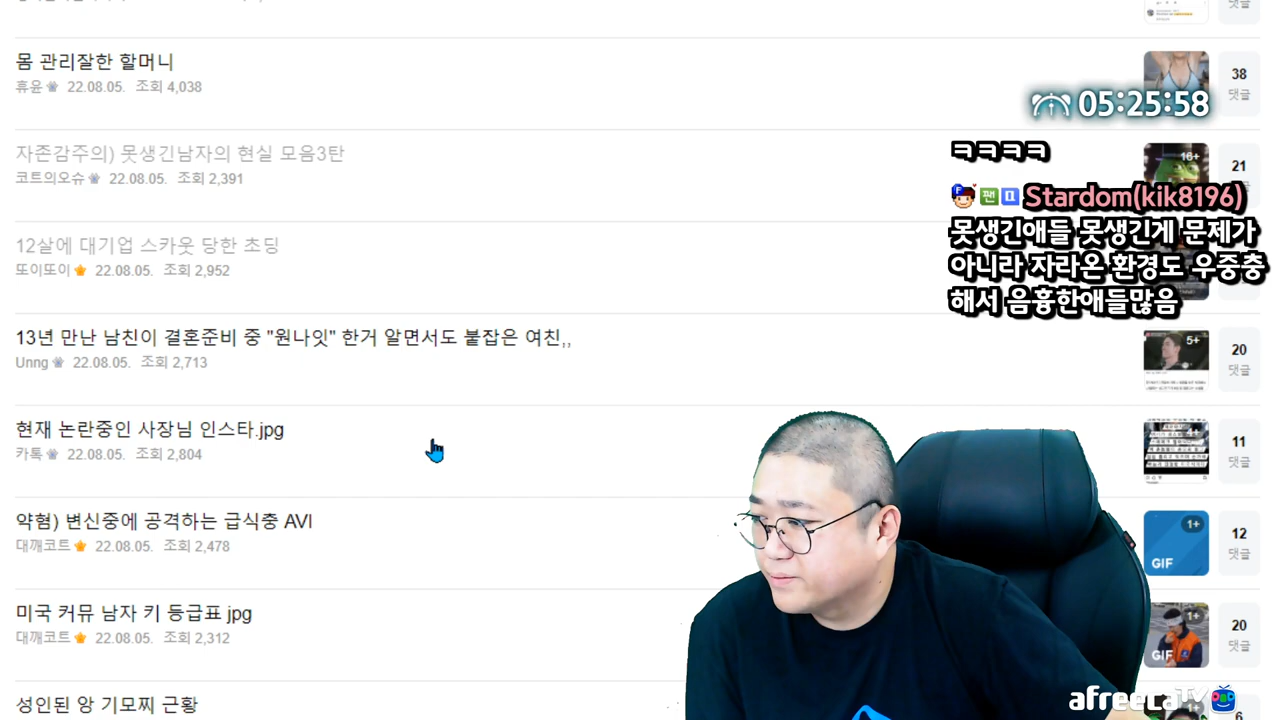 몸 관리잘한 할머니
휴윤 22.08.05. 조회 4,038
38
댓글
05:25:58
자존감주의) 못생긴남자의 현실 모음3탄
코트의오슈 22.08.05. 조회 2,391
16+
21
ㅋㅋㅋㅋ
Stardom(kik8196)
못생긴애들 못생긴게 문제가
아니라 자라온 환경도 우중충
해서 음흉한애들많음
12살에 대기업 스카웃 당한 초딩
또이또이 22.08.05. 조회 2,952
13년 만난 남친이 결혼준비 중 "원나잇" 한거 알면서도 붙잡은 여친,,
Unng 22.08.05. 조회 2,713
5+
20
댓글
현재 논란중인 사장님 인스타.jpg
카톡 22.08.05. 조회 2,804
4+
11
댓글
약혐) 변신중에 공격하는 급식충 AVI
대깨코트 22.08.05. 조회 2,478
1+
GIF
12
댓글
미국 커뮤 남자 키 등급표 jpg
대깨코트 22.08.05. 조회 2,312
1+
GIF
20
댓글
성인된 앙 기모찌 근황
afreecaTV